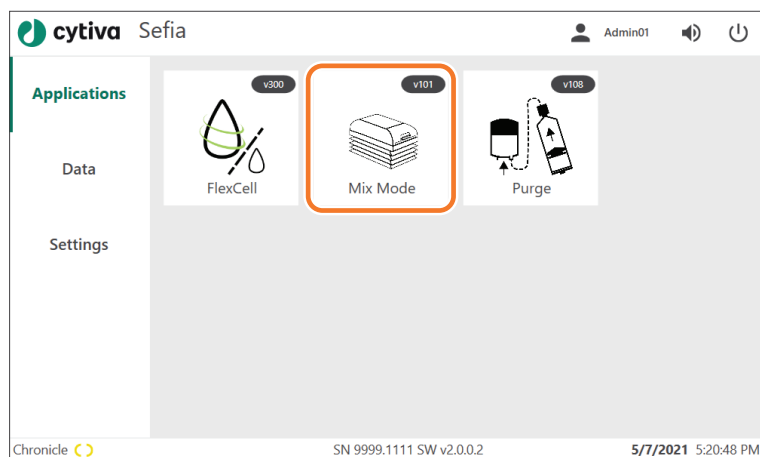 cytiva Sefia Admin01
Applications
Data
Settings
v300
FlexCell
v101
Mix Mode
v108
Purge
Chronicle SN 9999.1111 SW v2.0.0.2 5/7/2021 5:20:48 PM